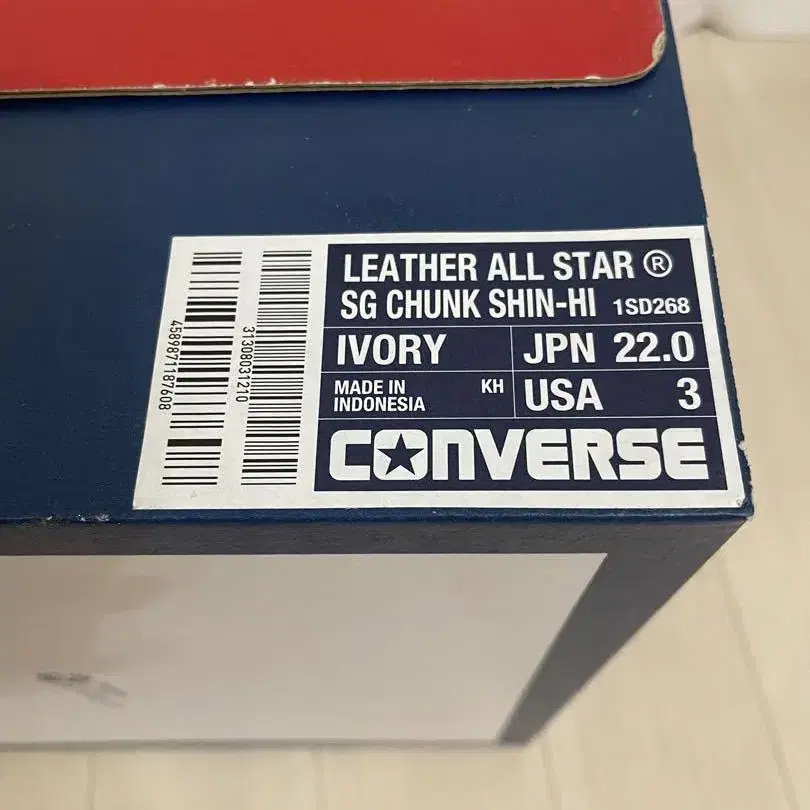 LEATHER ALL STAR ®
SG CHUNK SHIN-HI 1SD268
IVORY JPN 22.0
MADE IN INDONESIA KH USA 3
CONVERSE
4589871187608
31308031210